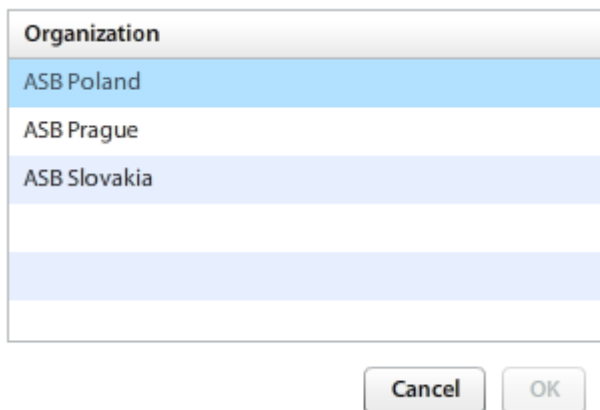 Organization
ASB Poland
ASB Prague
ASB Slovakia
Cancel OK